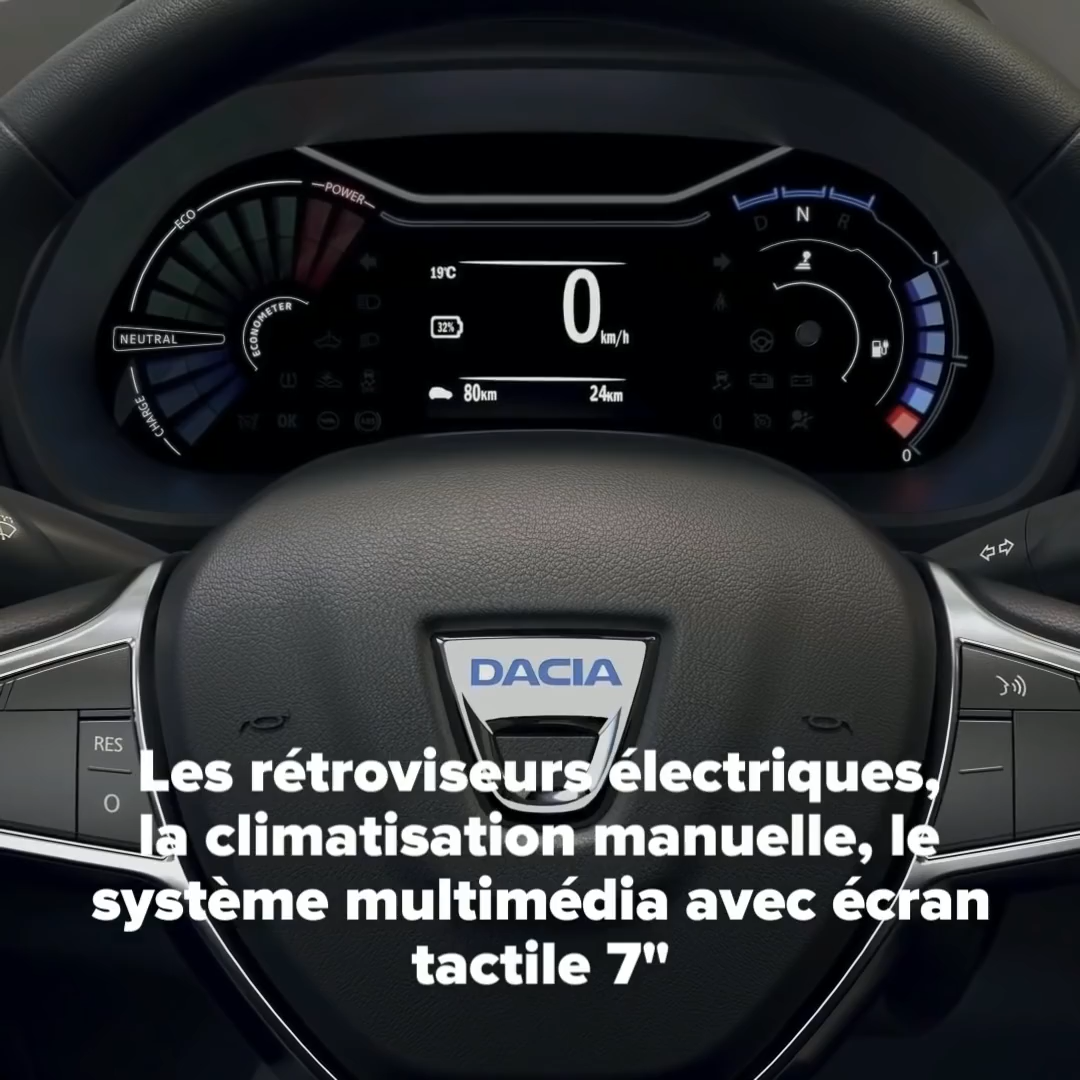 POWER
ECO
D N R
19°C
1
0
ECONOMETER
32%
km/h
NEUTRAL
80KM
24KM
CHARGE
OK
ABS
0
DACIA
RES
O
Les rétroviseurs électriques,
la climatisation manuelle, le
système multimédia avec écran
tactile 7"